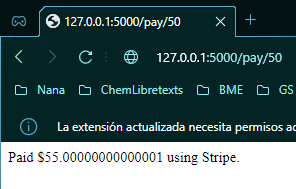 127.0.0.1:5000/pay/50
127.0.0.1:5000/pay/50
Nana ChemLibretexts BME GS
La extensión actualizada necesita permisos ad
Paid $55.00000000000001 using Stripe.